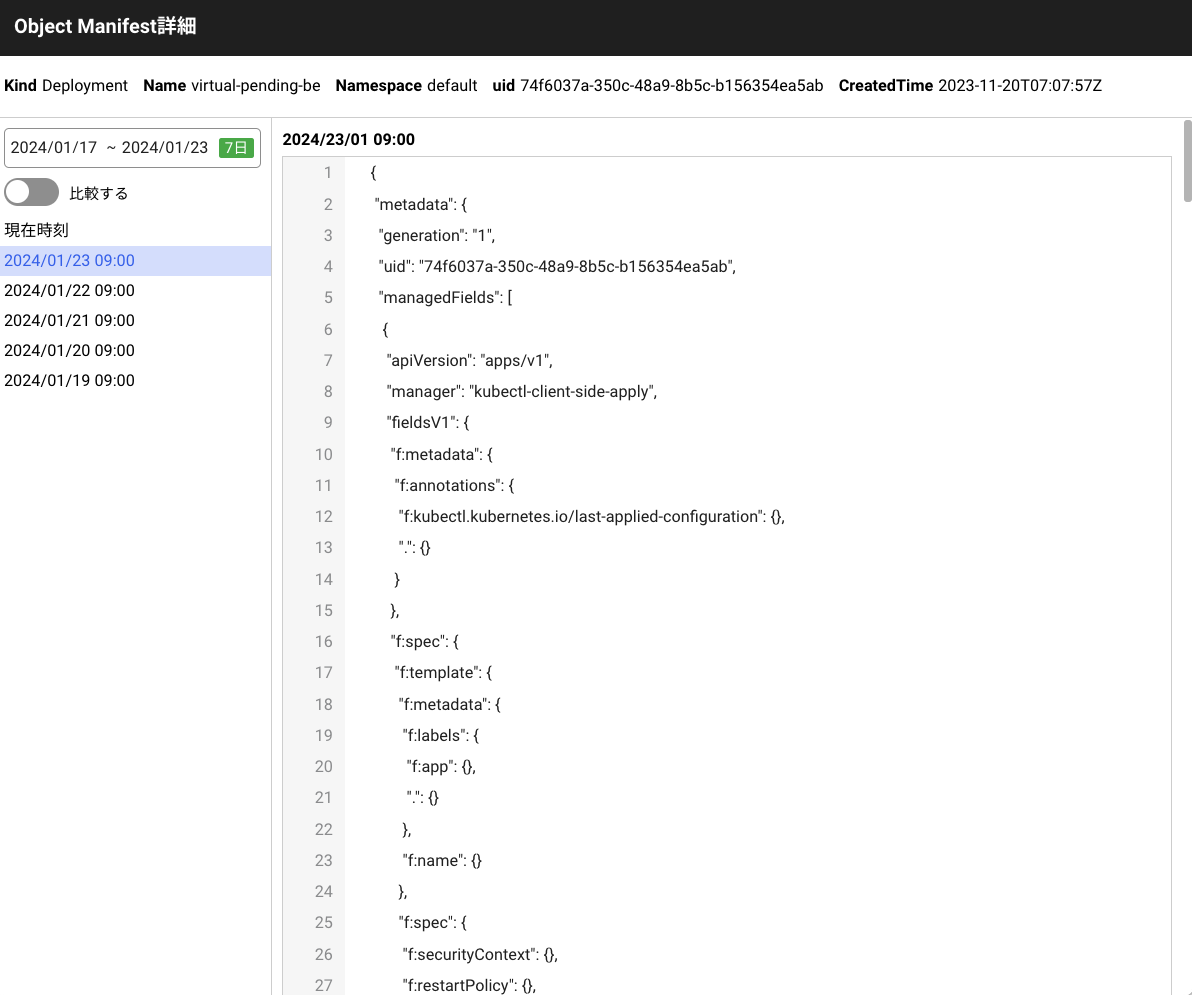 Object Manifest詳細
Kind Deployment Name virtual-pending-be Namespace default uid 74f6037a-350c-48a9-8b5c-b156354ea5ab CreatedTime 2023-11-20T07:07:57Z
2024/01/17 ~ 2024/01/23 7日
比較する
現在時刻
2024/01/23 09:00
2024/01/22 09:00
2024/01/21 09:00
2024/01/20 09:00
2024/01/19 09:00
2024/23/01 09:00
1 {
2 "metadata": {
3 "generation": "1",
4 "uid": "74f6037a-350c-48a9-8b5c-b156354ea5ab",
5 "managedFields": [
6 {
7 "apiVersion": "apps/v1",
8 "manager": "kubectl-client-side-apply",
9 "fieldsV1": {
10 "f:metadata": {
11 "f:annotations": {
12 "f:kubectl.kubernetes.io/last-applied-configuration": {},
13 ".": {}
14 }
15 },
16 "f:spec": {
17 "f:template": {
18 "f:metadata": {
19 "f:labels": {
20 "f:app": {},
21 ".": {}
22 },
23 "f:name": {}
24 },
25 "f:spec": {
26 "f:securityContext": {},
27 "f:restartPolicy": {},